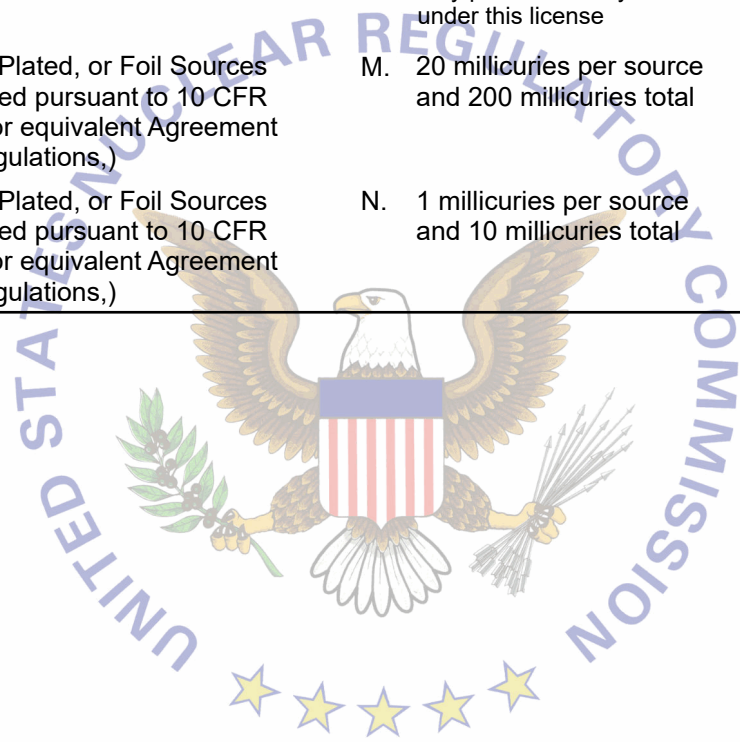 under this license
Plated, or Foil Sources
M. 20 millicuries per source
ed pursuant to 10 CFR
and 200 millicuries total
or equivalent Agreement
gulations,)
Plated, or Foil Sources
N. 1 millicuries per source
ed pursuant to 10 CFR
and 10 millicuries total
or equivalent Agreement
gulations,)
UNITED STATES NUCLEAR REGULATORY COMMISSION